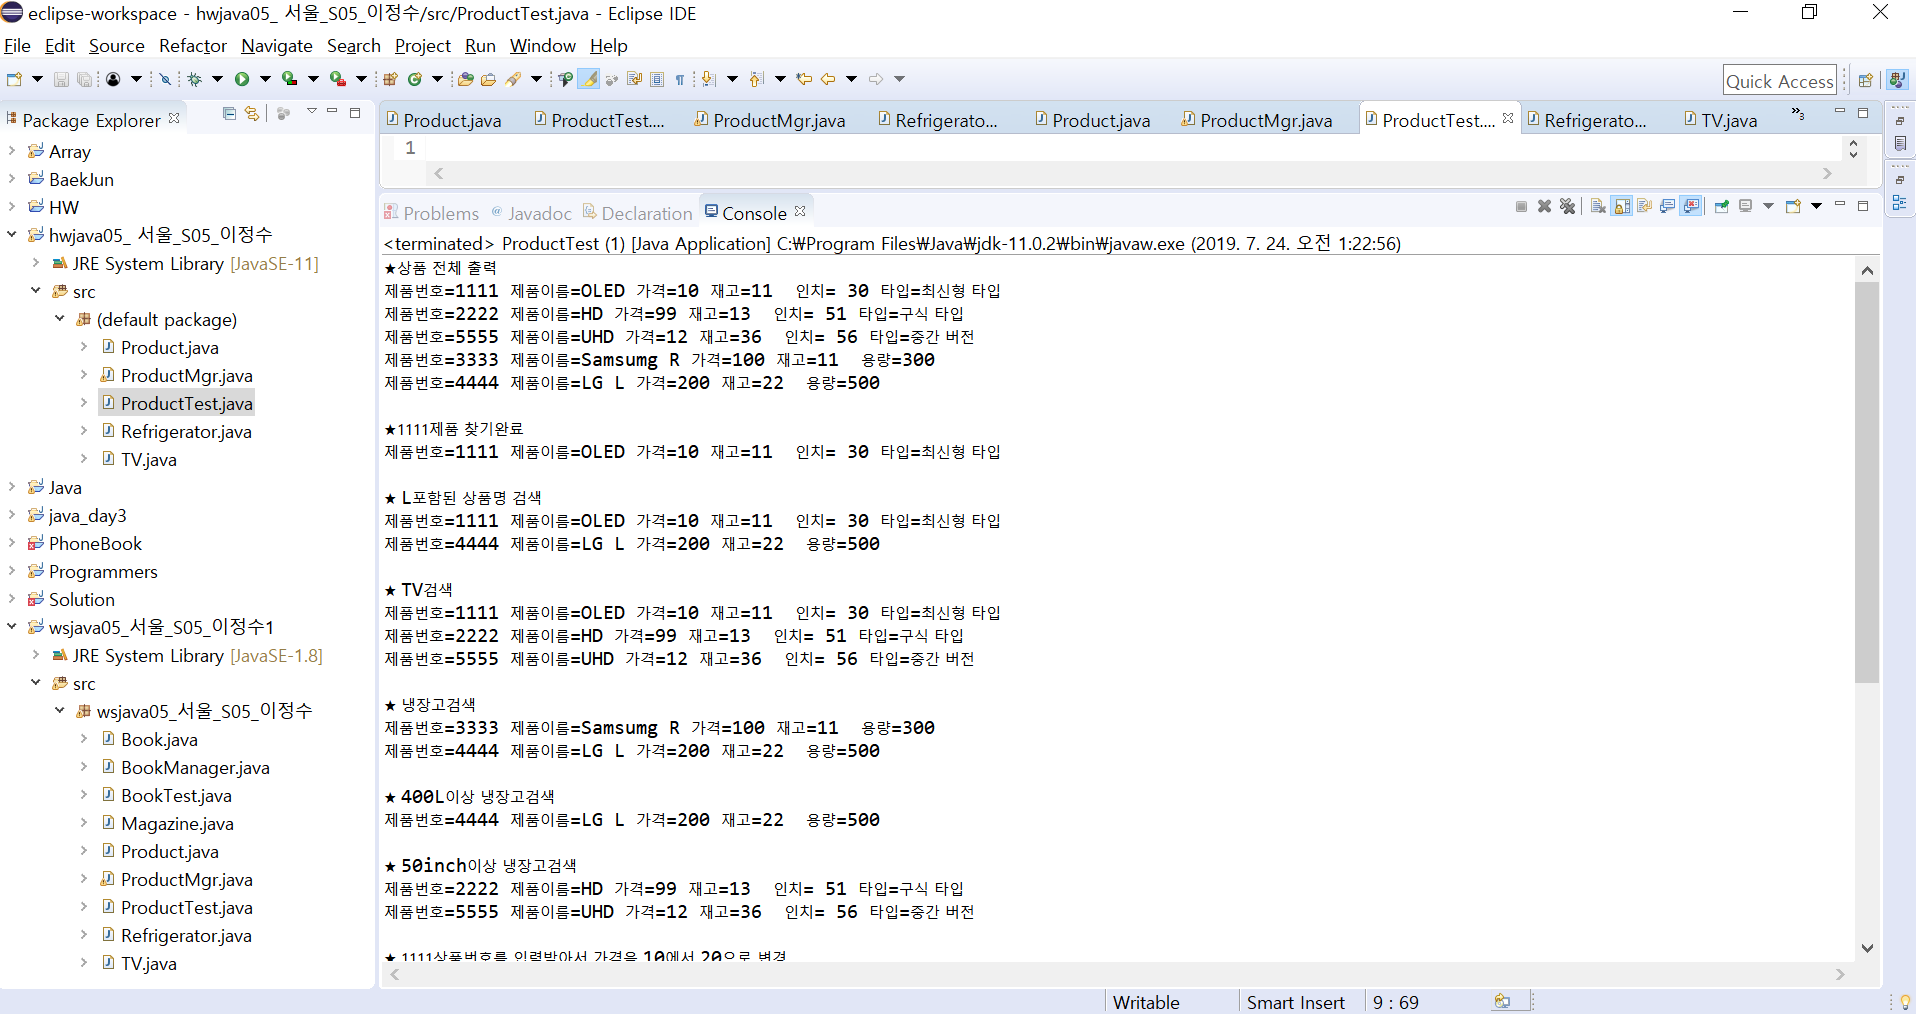 eclipse-workspace - hwjava05_ 서울_S05_이정수/src/ProductTest.java - Eclipse IDE
File Edit Source Refactor Navigate Search Project Run Window Help
Quick Access
Package Explorer
Array
BaekJun
HW
hwjava05_ 서울_S05_이정수
JRE System Library [JavaSE-11]
src
(default package)
Product.java
ProductMgr.java
ProductTest.java
Refrigerator.java
TV.java
Java
java_day3
PhoneBook
Programmers
Solution
wsjava05_서울_S05_이정수1
JRE System Library [JavaSE-1.8]
src
wsjava05_서울_S05_이정수
Book.java
BookManager.java
BookTest.java
Magazine.java
Product.java
ProductMgr.java
ProductTest.java
Refrigerator.java
TV.java
Product.java ProductTest.... ProductMgr.java Refrigerato... Product.java ProductMgr.java ProductTest.... Refrigerato... TV.java »3
1
Problems @ Javadoc Declaration Console
<terminated> ProductTest (1) [Java Application] C:₩Program Files₩Java₩jdk-11.0.2₩bin₩javaw.exe (2019. 7. 24. 오전 1:22:56)
★상품 전체 출력
제품번호=1111 제품이름=OLED 가격=10 재고=11  인치= 30 타입=최신형 타입
제품번호=2222 제품이름=HD 가격=99 재고=13  인치= 51 타입=구식 타입
제품번호=5555 제품이름=UHD 가격=12 재고=36  인치= 56 타입=중간 버전
제품번호=3333 제품이름=Samsumg R 가격=100 재고=11  용량=300
제품번호=4444 제품이름=LG L 가격=200 재고=22  용량=500
★1111제품 찾기완료
제품번호=1111 제품이름=OLED 가격=10 재고=11  인치= 30 타입=최신형 타입
★ L포함된 상품명 검색
제품번호=1111 제품이름=OLED 가격=10 재고=11  인치= 30 타입=최신형 타입
제품번호=4444 제품이름=LG L 가격=200 재고=22  용량=500
★ TV검색
제품번호=1111 제품이름=OLED 가격=10 재고=11  인치= 30 타입=최신형 타입
제품번호=2222 제품이름=HD 가격=99 재고=13  인치= 51 타입=구식 타입
제품번호=5555 제품이름=UHD 가격=12 재고=36  인치= 56 타입=중간 버전
★ 냉장고검색
제품번호=3333 제품이름=Samsumg R 가격=100 재고=11  용량=300
제품번호=4444 제품이름=LG L 가격=200 재고=22  용량=500
★ 400L이상 냉장고검색
제품번호=4444 제품이름=LG L 가격=200 재고=22  용량=500
★ 50inch이상 냉장고검색
제품번호=2222 제품이름=HD 가격=99 재고=13  인치= 51 타입=구식 타입
제품번호=5555 제품이름=UHD 가격=12 재고=36  인치= 56 타입=중간 버전
★ 1111상품번호를 입력받아서 가격을 10에서 20으로 변경
Writable Smart Insert 9 : 69